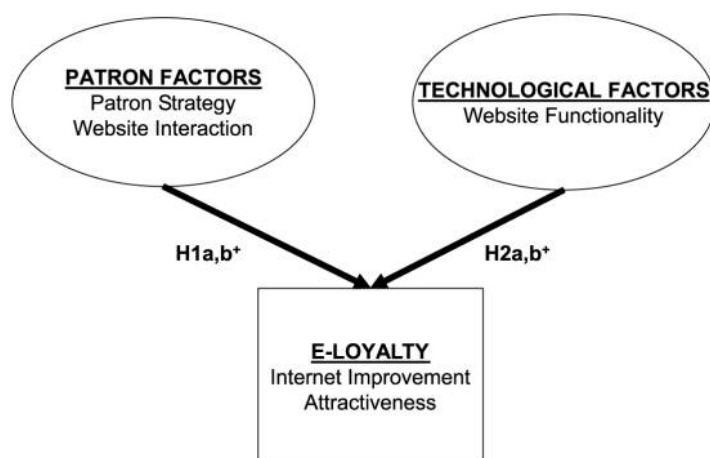 PATRON FACTORS
Patron Strategy
Website Interaction
TECHNOLOGICAL FACTORS
Website Functionality
H1a,b⁺
H2a,b⁺
E-LOYALTY
Internet Improvement
Attractiveness